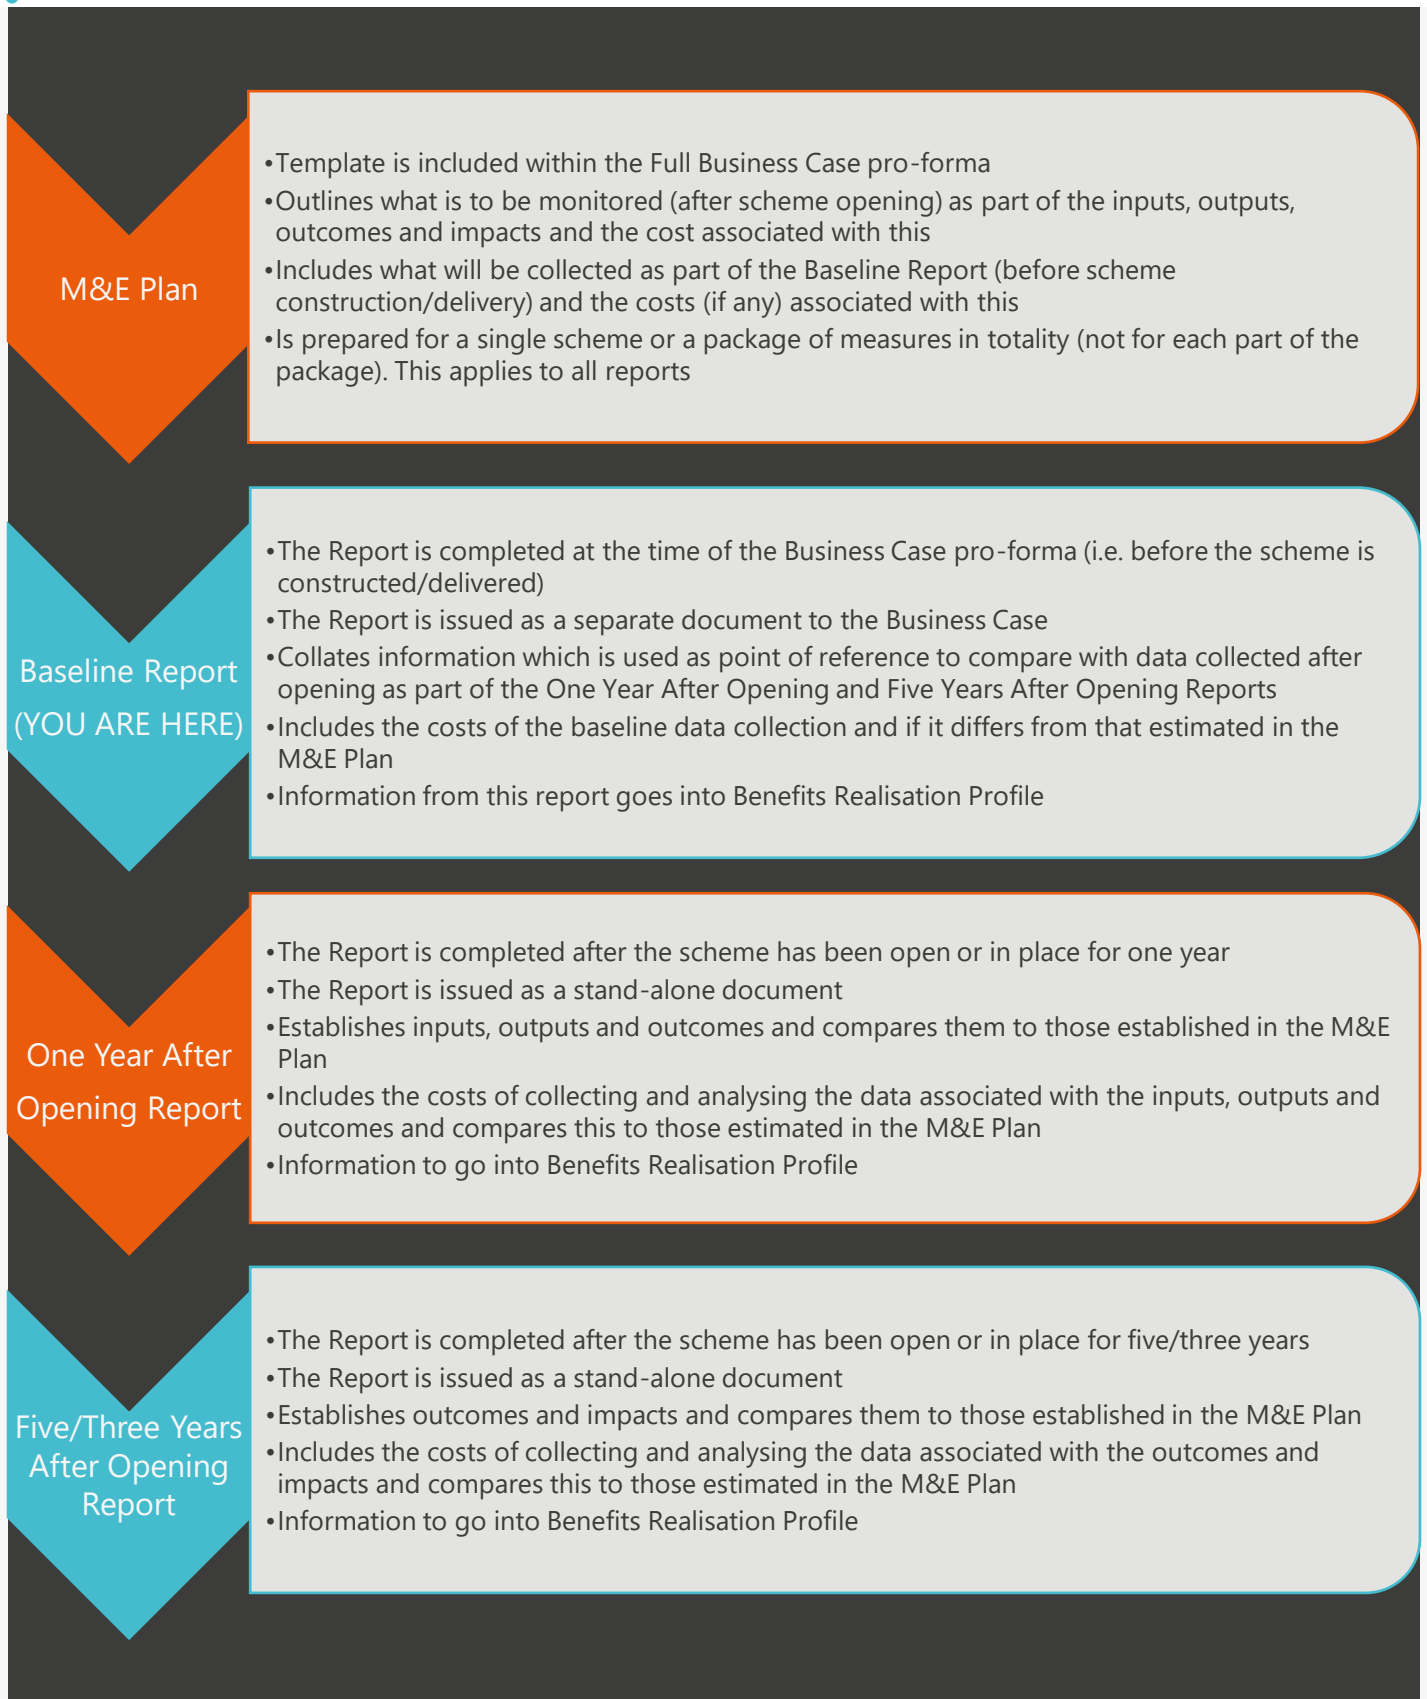 M&E Plan
•Template is included within the Full Business Case pro-forma
•Outlines what is to be monitored (after scheme opening) as part of the inputs, outputs,
outcomes and impacts and the cost associated with this
•Includes what will be collected as part of the Baseline Report (before scheme
construction/delivery) and the costs (if any) associated with this
•Is prepared for a single scheme or a package of measures in totality (not for each part of the
package). This applies to all reports
Baseline Report
(YOU ARE HERE)
•The Report is completed at the time of the Business Case pro-forma (i.e. before the scheme is
constructed/delivered)
•The Report is issued as a separate document to the Business Case
•Collates information which is used as point of reference to compare with data collected after
opening as part of the One Year After Opening and Five Years After Opening Reports
•Includes the costs of the baseline data collection and if it differs from that estimated in the
M&E Plan
•Information from this report goes into Benefits Realisation Profile
One Year After
Opening Report
•The Report is completed after the scheme has been open or in place for one year
•The Report is issued as a stand-alone document
•Establishes inputs, outputs and outcomes and compares them to those established in the M&E
Plan
•Includes the costs of collecting and analysing the data associated with the inputs, outputs and
outcomes and compares this to those estimated in the M&E Plan
•Information to go into Benefits Realisation Profile
Five/Three Years
After Opening
Report
•The Report is completed after the scheme has been open or in place for five/three years
•The Report is issued as a stand-alone document
•Establishes outcomes and impacts and compares them to those established in the M&E Plan
•Includes the costs of collecting and analysing the data associated with the outcomes and
impacts and compares this to those estimated in the M&E Plan
•Information to go into Benefits Realisation Profile